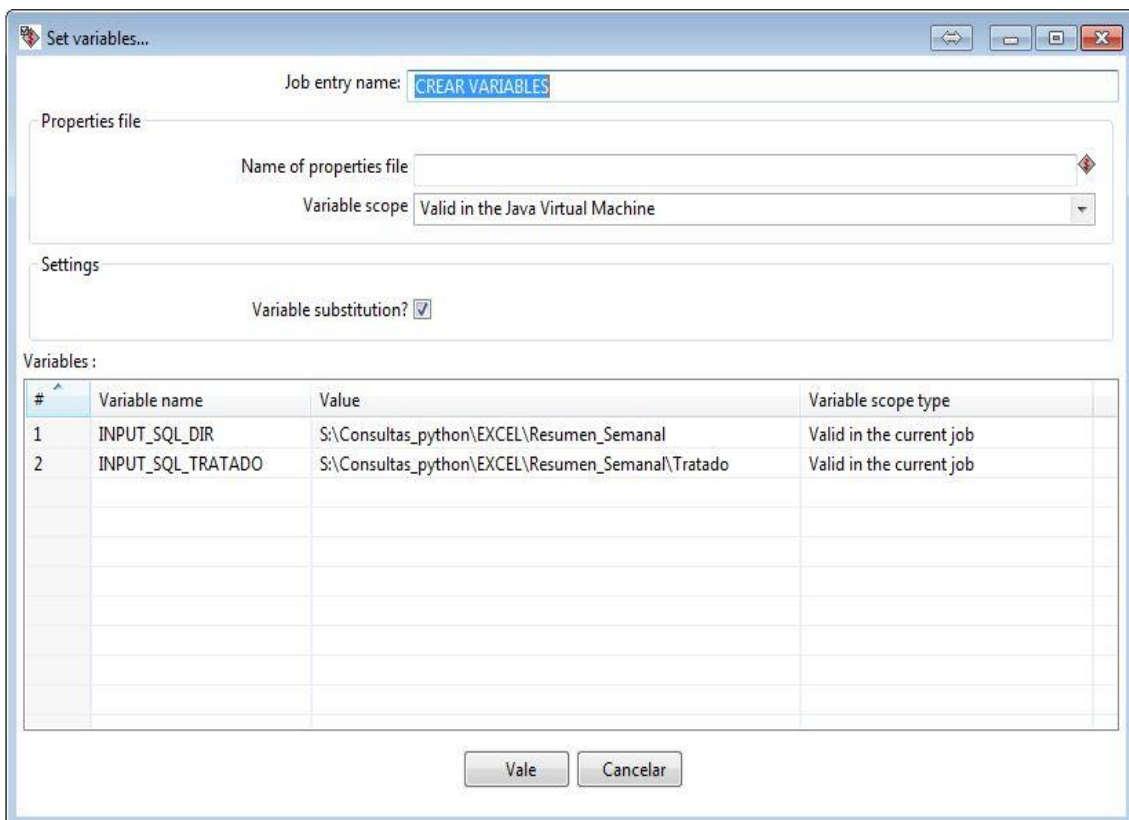 Set variables...
Job entry name: CREAR VARIABLES
Properties file
Name of properties file
Variable scope Valid in the Java Virtual Machine
Settings
Variable substitution?
Variables :
# Variable name Value Variable scope type
1 INPUT_SQL_DIR S:\Consultas_python\EXCEL\Resumen_Semanal Valid in the current job
2 INPUT_SQL_TRATADO S:\Consultas_python\EXCEL\Resumen_Semanal\Tratado Valid in the current job
Vale Cancelar